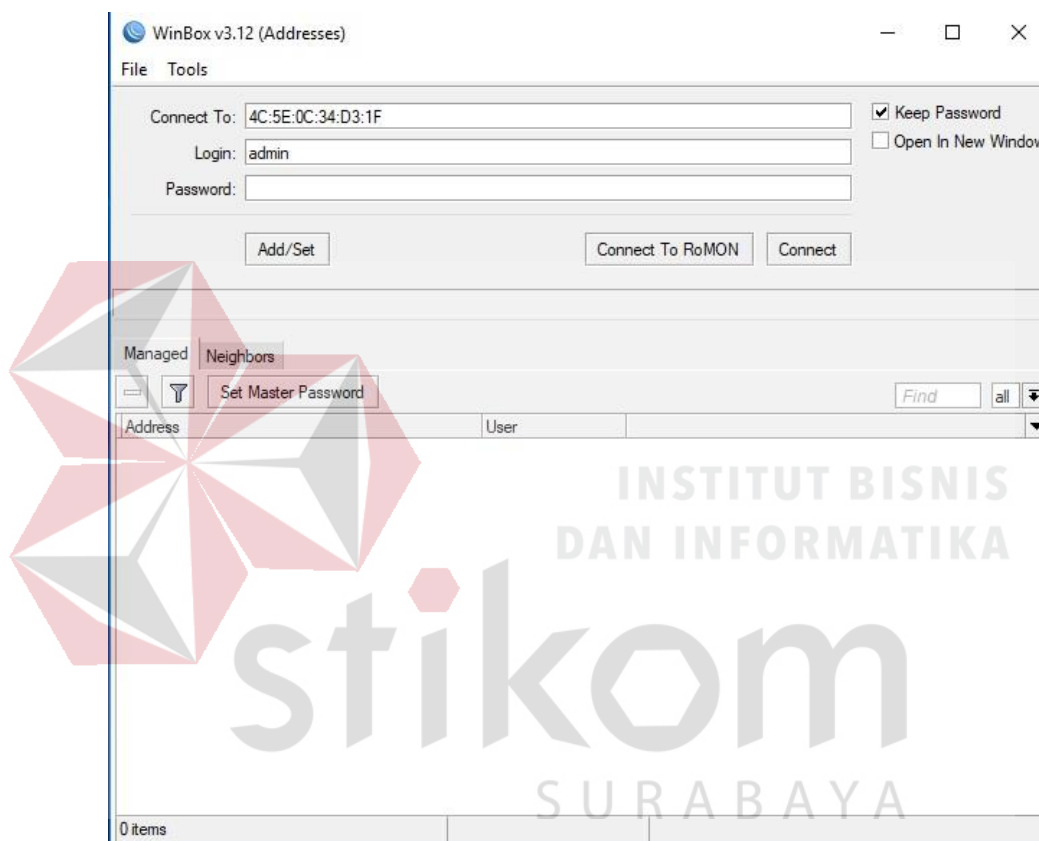 WinBox v3.12 (Addresses)
File Tools
Connect To: 4C:5E:0C:34:D3:1F
Keep Password
Login: admin
Open In New Window
Password:
Add/Set Connect To RoMON Connect
Managed Neighbors
Set Master Password Find all
Address User
INSTITUT BISNIS
DAN INFORMATIKA
stikom
SURABAYA
0 items